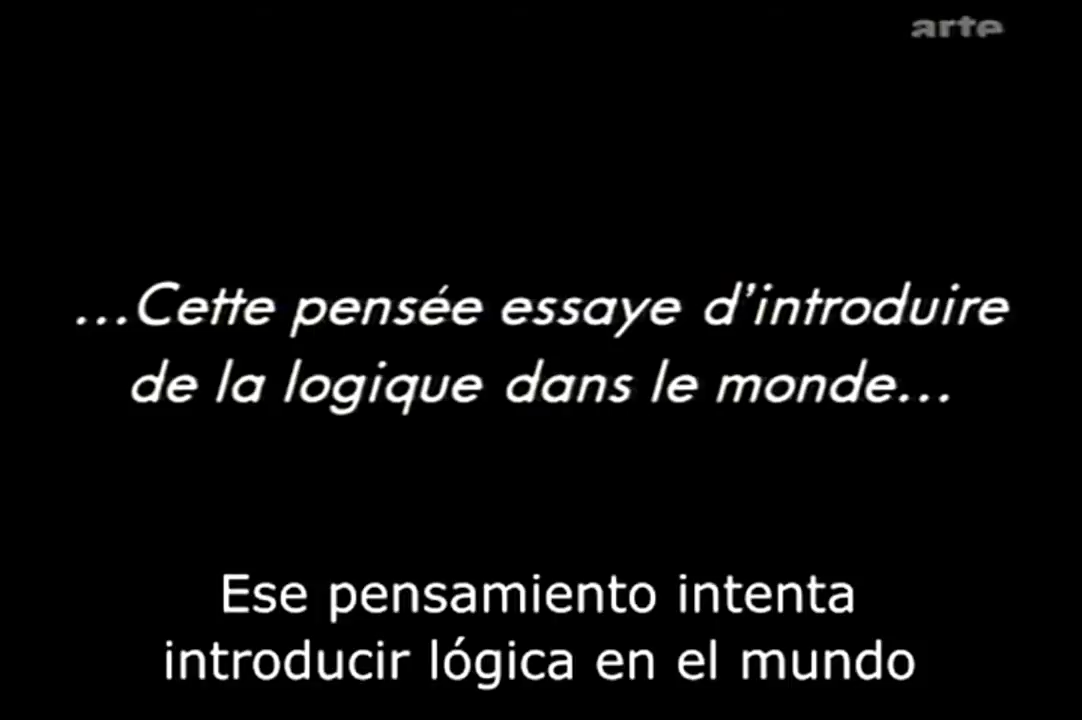 arte
...Cette pensée essaye d'introduire
de la logique dans le monde...
Ese pensamiento intenta
introducir lógica en el mundo